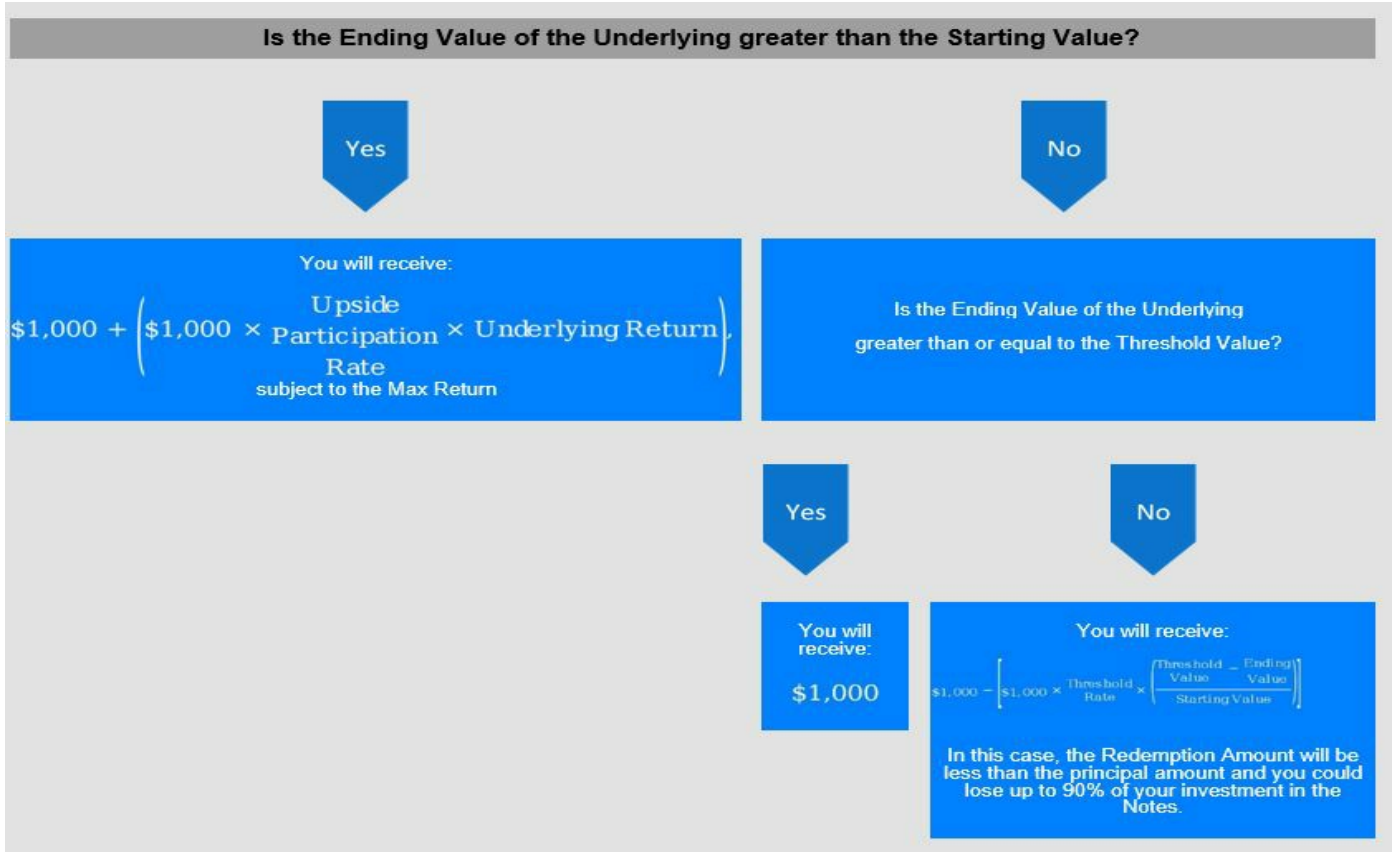 Is the Ending Value of the Underlying greater than the Starting Value?
Yes
No
You will receive:
$1,000 + ($1,000 × Upside Participation Rate × Underlying Return),
subject to the Max Return
Is the Ending Value of the Underlying
greater than or equal to the Threshold Value?
Yes
No
You will
receive:
$1,000
You will receive:
$1,000 − [$1,000 × Threshold Rate × ((Threshold Value − Ending Value) / Starting Value)]
In this case, the Redemption Amount will be
less than the principal amount and you could
lose up to 90% of your investment in the
Notes.